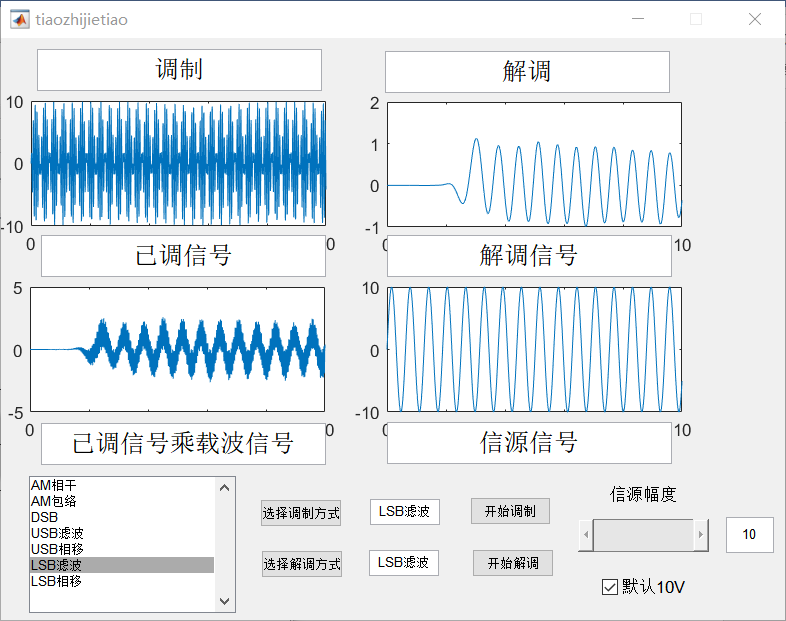 tiaozhijietiao
调制
解调
10
0
-10
0
0
2
1
0
-1
0
10
已调信号
解调信号
5
0
-5
0
0
10
0
-10
0
10
已调信号乘载波信号
信源信号
AM相干
AM包络
DSB
USB滤波
USB相移
LSB滤波
LSB相移
选择调制方式
LSB滤波
开始调制
选择解调方式
LSB滤波
开始解调
信源幅度
10
默认10V